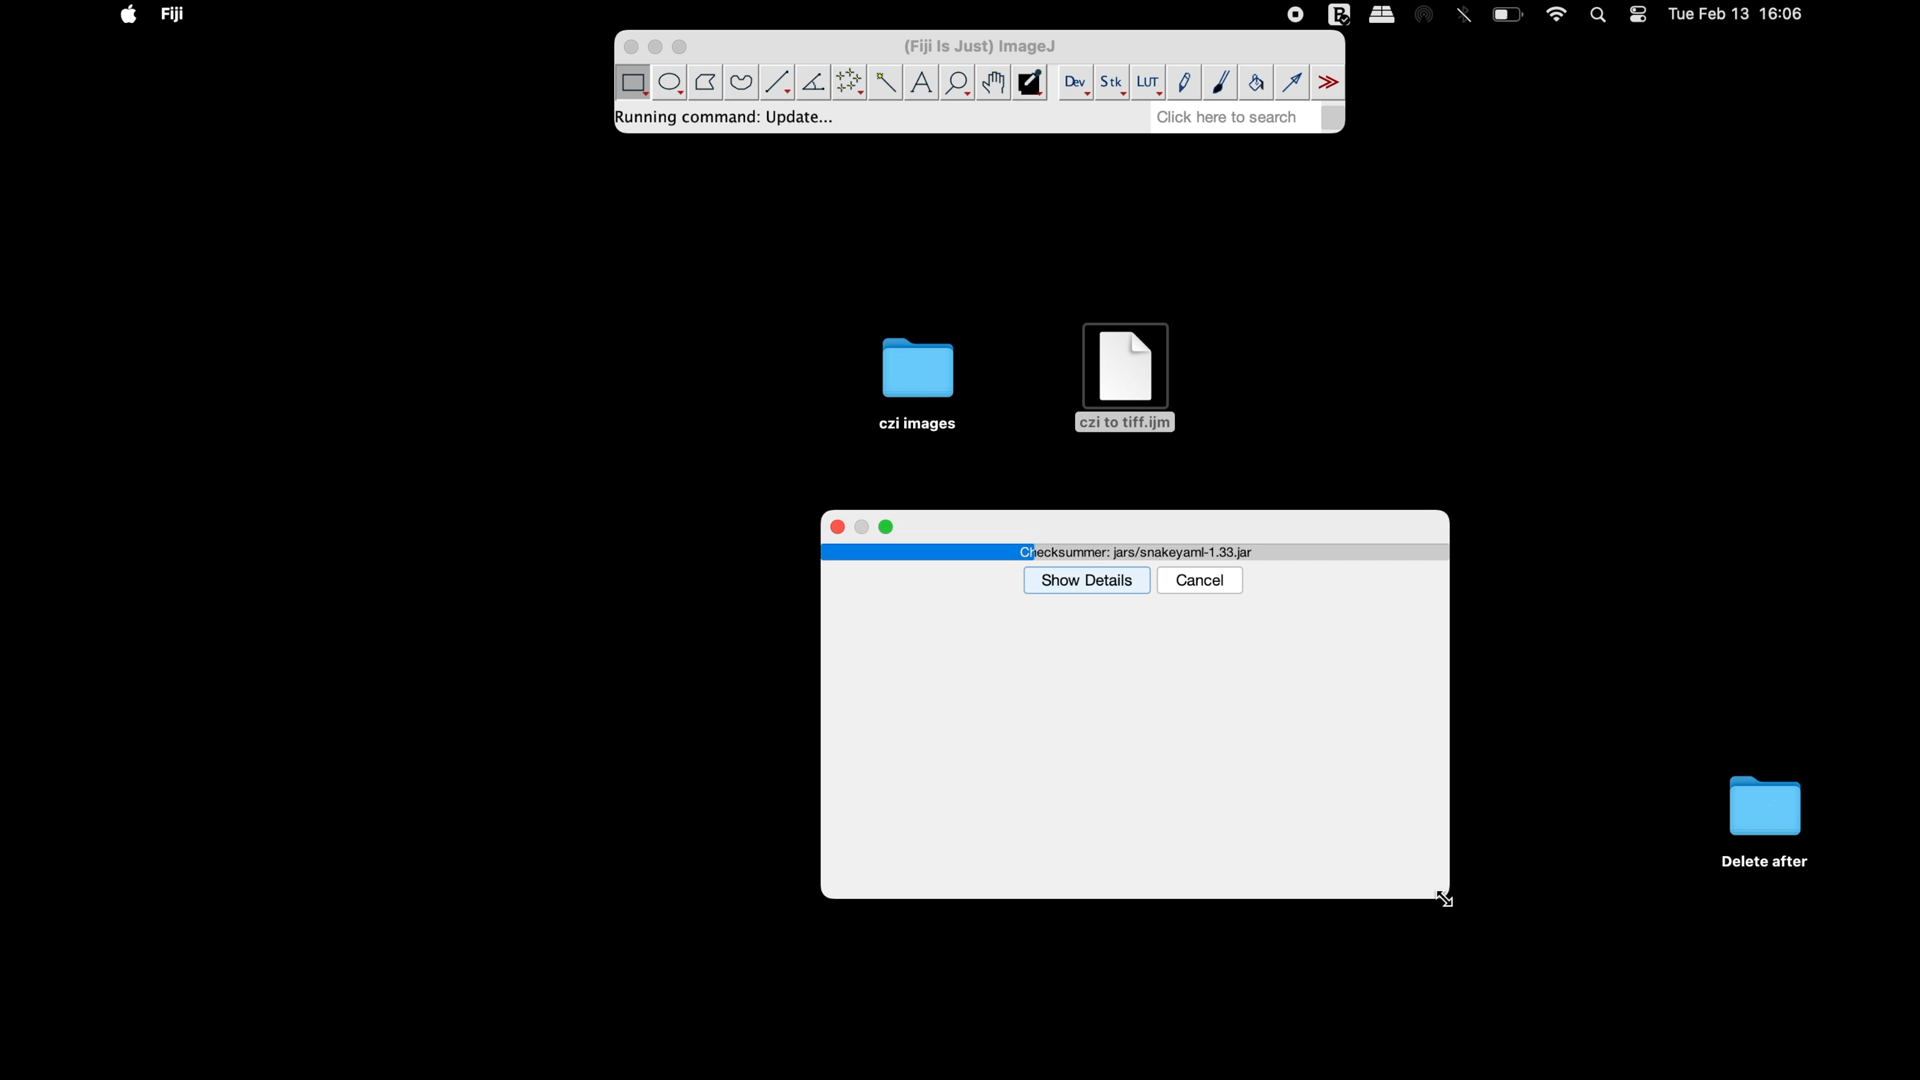 Fiji
Tue Feb 13 16:06
(Fiji Is Just) ImageJ
Dev Stk LUT
Running command: Update...
Click here to search
czi images
czi to tiff.ijm
Checksummer: jars/snakeyaml-1.33.jar
Show Details Cancel
Delete after